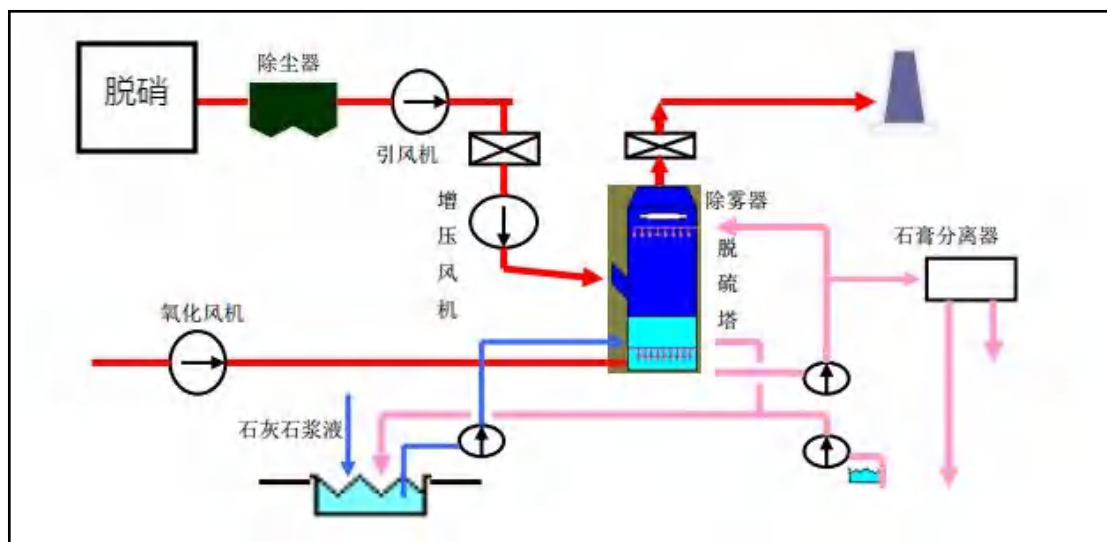 脱硝
除尘器
引风机
增压风机
除雾器
脱硫塔
石膏分离器
氧化风机
石灰石浆液